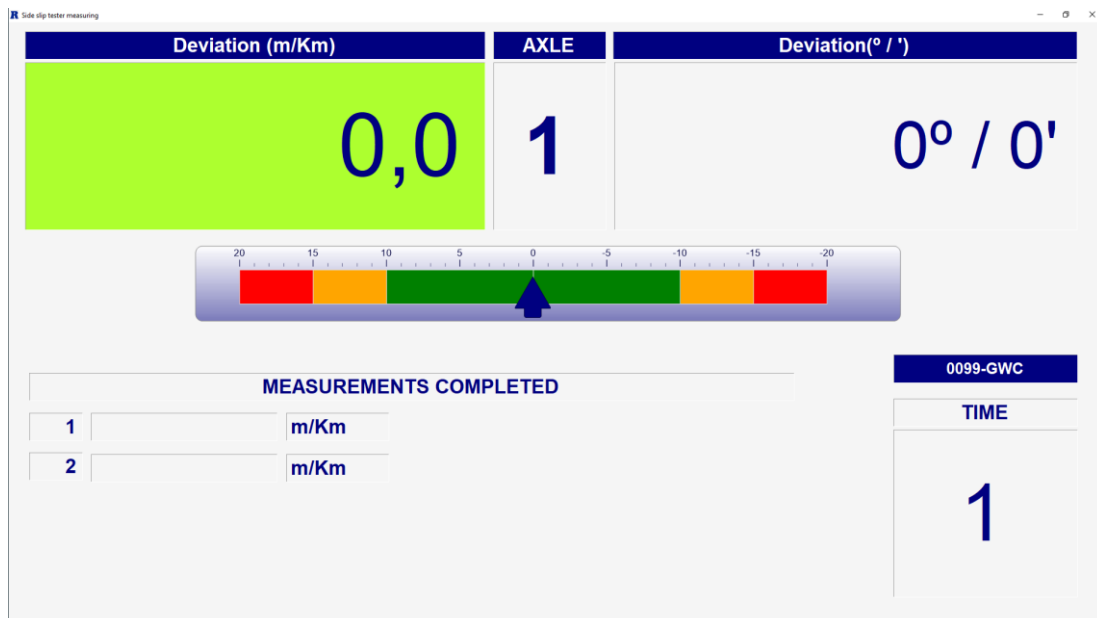 R Side slip tester measuring
Deviation (m/Km) AXLE Deviation(º / ')
0,0 1 0º / 0'
20 15 10 5 0 -5 -10 -15 -20
0099-GWC
MEASUREMENTS COMPLETED
TIME
1 m/Km
2 m/Km
1